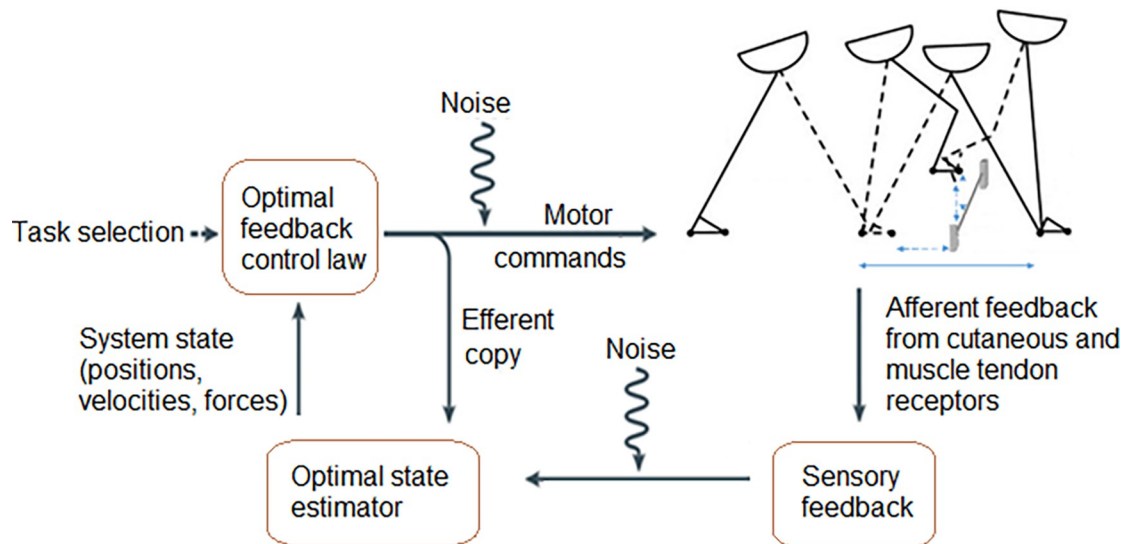 Noise
Task selection
Optimal
feedback
control law
Motor
commands
System state
(positions,
velocities, forces)
Efferent
copy
Noise
Afferent feedback
from cutaneous and
muscle tendon
receptors
Optimal state
estimator
Sensory
feedback